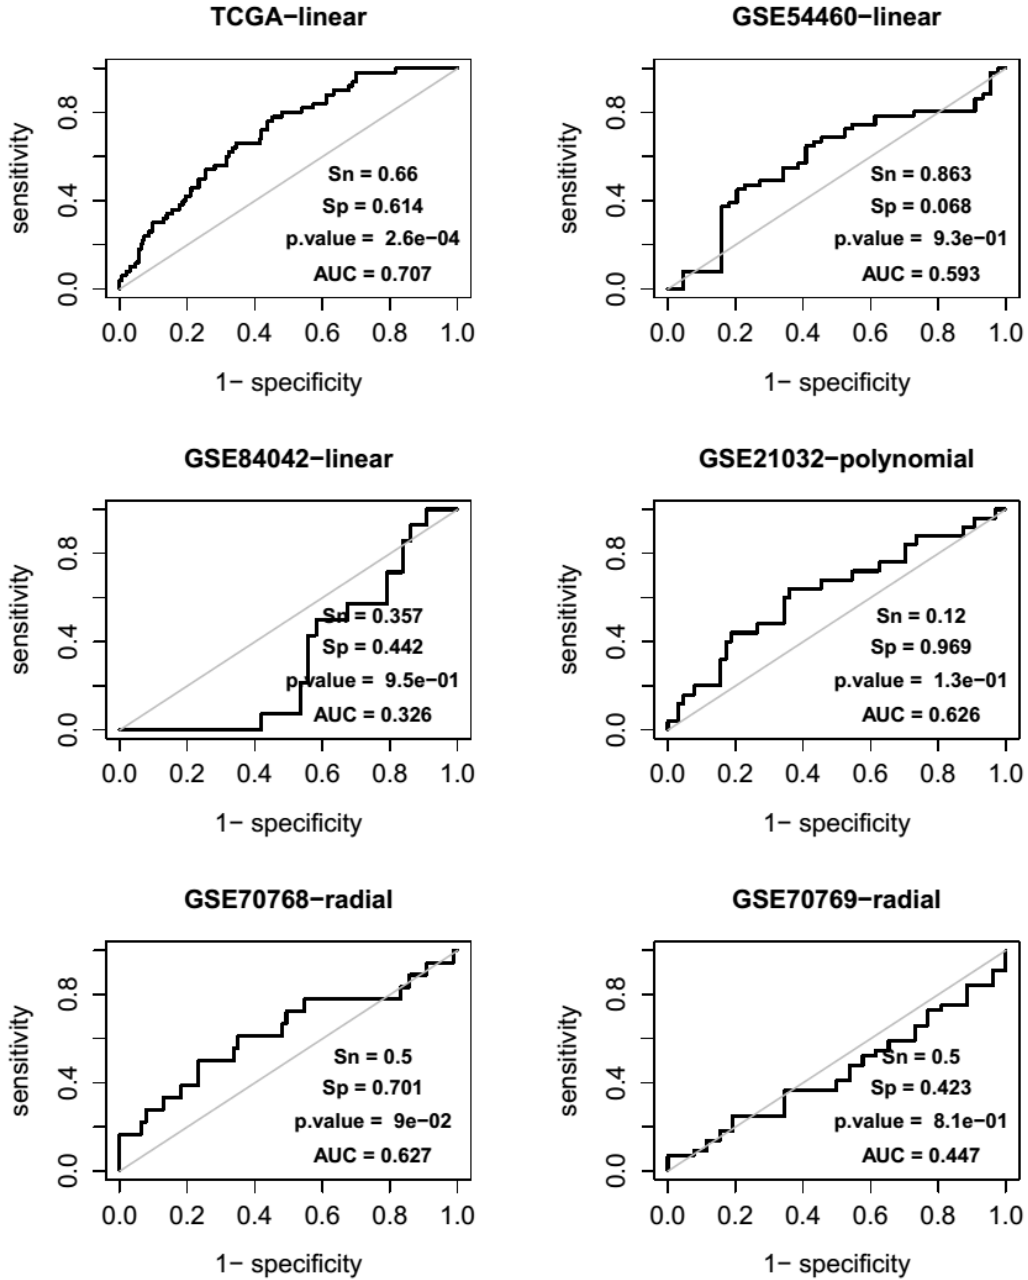 TCGA−linear
sensitivity
0.8
0.4
0.0
Sn = 0.66
Sp = 0.614
p.value = 2.6e−04
AUC = 0.707
0.0 0.2 0.4 0.6 0.8 1.0
1− specificity
GSE54460−linear
sensitivity
0.8
0.4
0.0
Sn = 0.863
Sp = 0.068
p.value = 9.3e−01
AUC = 0.593
0.0 0.2 0.4 0.6 0.8 1.0
1− specificity
GSE84042−linear
sensitivity
0.8
0.4
0.0
Sn = 0.357
Sp = 0.442
p.value = 9.5e−01
AUC = 0.326
0.0 0.2 0.4 0.6 0.8 1.0
1− specificity
GSE21032−polynomial
sensitivity
0.8
0.4
0.0
Sn = 0.12
Sp = 0.969
p.value = 1.3e−01
AUC = 0.626
0.0 0.2 0.4 0.6 0.8 1.0
1− specificity
GSE70768−radial
sensitivity
0.8
0.4
0.0
Sn = 0.5
Sp = 0.701
p.value = 9e−02
AUC = 0.627
0.0 0.2 0.4 0.6 0.8 1.0
1− specificity
GSE70769−radial
sensitivity
0.8
0.4
0.0
Sn = 0.5
Sp = 0.423
p.value = 8.1e−01
AUC = 0.447
0.0 0.2 0.4 0.6 0.8 1.0
1− specificity